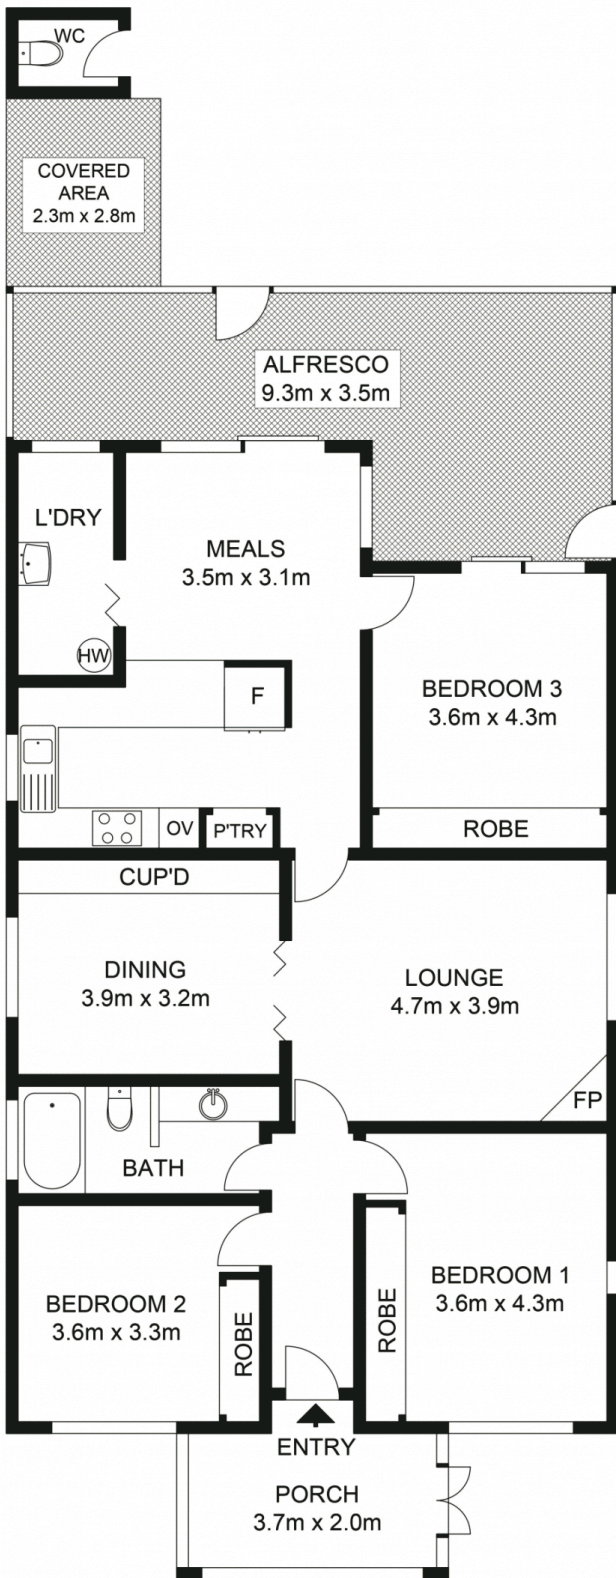 WC
COVERED
AREA
2.3m x 2.8m
ALFRESCO
9.3m x 3.5m
L'DRY
MEALS
3.5m x 3.1m
HW
F
BEDROOM 3
3.6m x 4.3m
OV
P'TRY
ROBE
CUP'D
DINING
3.9m x 3.2m
LOUNGE
4.7m x 3.9m
FP
BATH
BEDROOM 2
3.6m x 3.3m
ROBE
ROBE
BEDROOM 1
3.6m x 4.3m
ENTRY
PORCH
3.7m x 2.0m